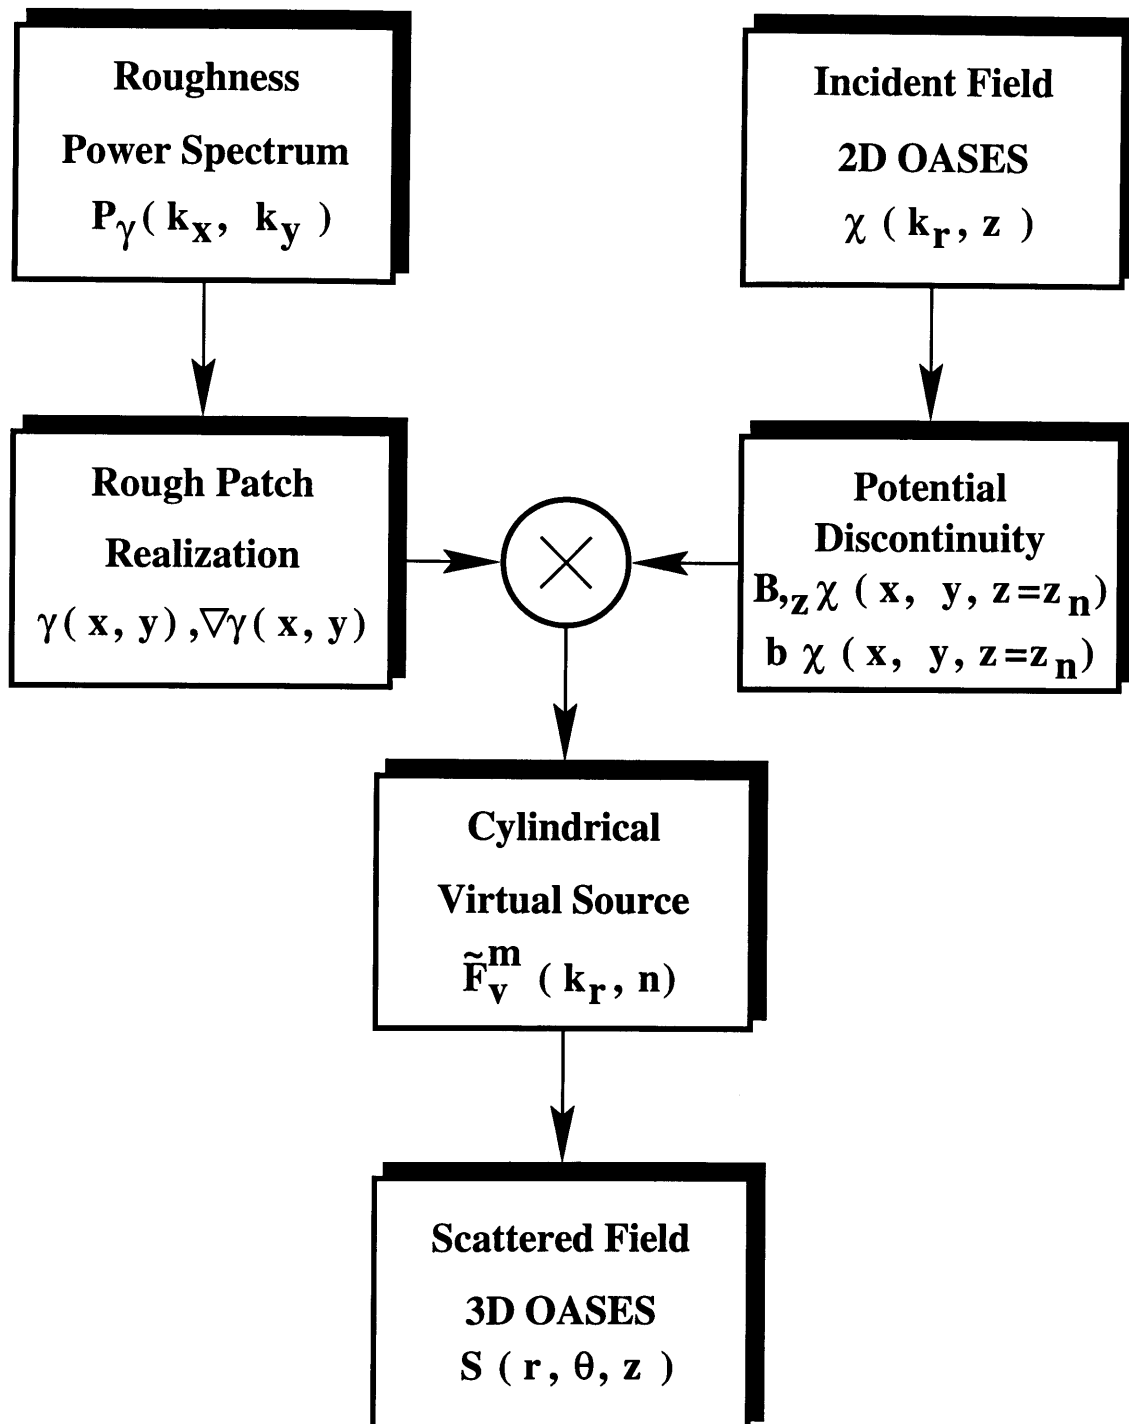 Roughness
Power Spectrum
Pγ( kx, ky )
Incident Field
2D OASES
χ ( kr, z )
Rough Patch
Realization
γ( x, y ) ,∇γ( x, y )
Potential
Discontinuity
B,z χ ( x, y, z=zn)
b χ ( x, y, z=zn)
Cylindrical
Virtual Source
F̃vm ( kr, n)
Scattered Field
3D OASES
S ( r, θ, z )